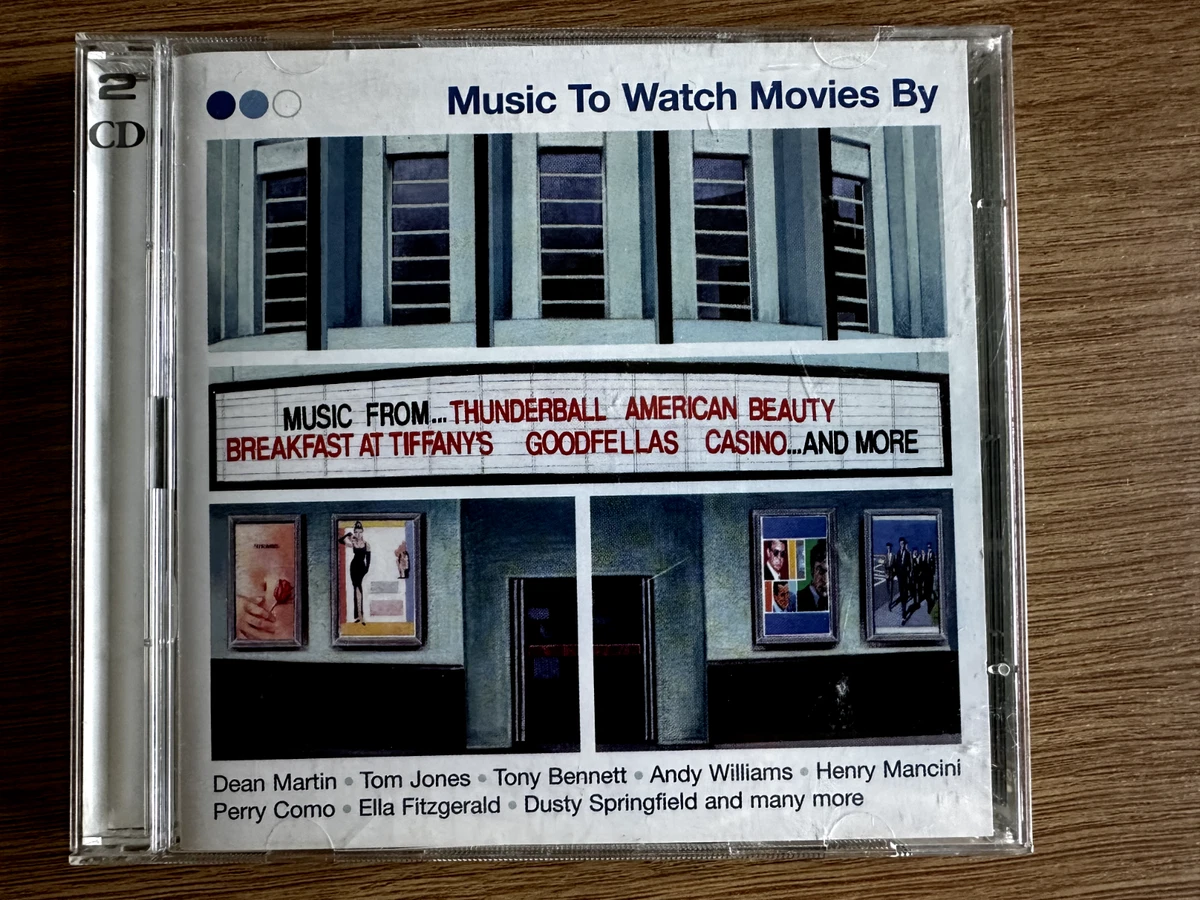 2
CD
Music To Watch Movies By
MUSIC FROM...THUNDERBALL AMERICAN BEAUTY
BREAKFAST AT TIFFANY'S GOODFELLAS CASINO...AND MORE
Dean Martin • Tom Jones • Tony Bennett • Andy Williams • Henry Mancini
Perry Como • Ella Fitzgerald • Dusty Springfield and many more